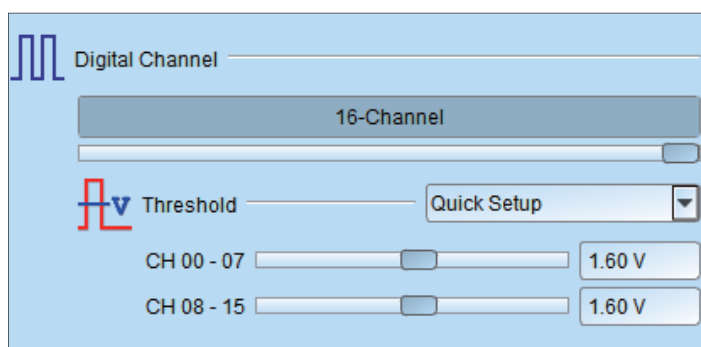 Digital Channel
16-Channel
V Threshold Quick Setup
CH 00 - 07 1.60 V
CH 08 - 15 1.60 V